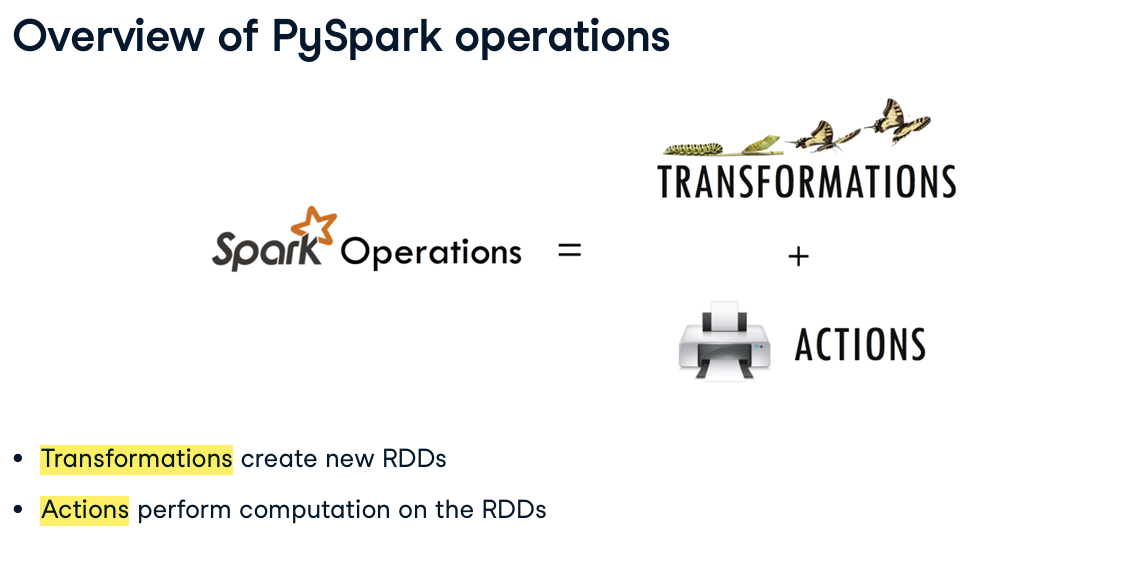 Overview of PySpark operations
TRANSFORMATIONS
Spark Operations =
+
ACTIONS
• Transformations create new RDDs
• Actions perform computation on the RDDs